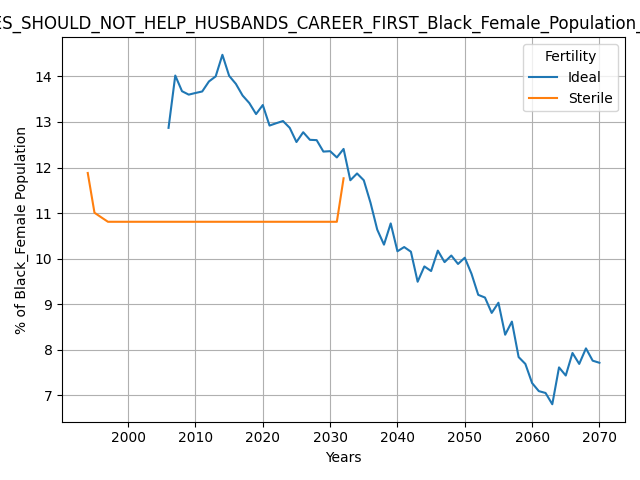 ES_SHOULD_NOT_HELP_HUSBANDS_CAREER_FIRST_Black_Female_Population_
Fertility
Ideal
Sterile
% of Black_Female Population
14
13
12
11
10
9
8
7
2000 2010 2020 2030 2040 2050 2060 2070
Years